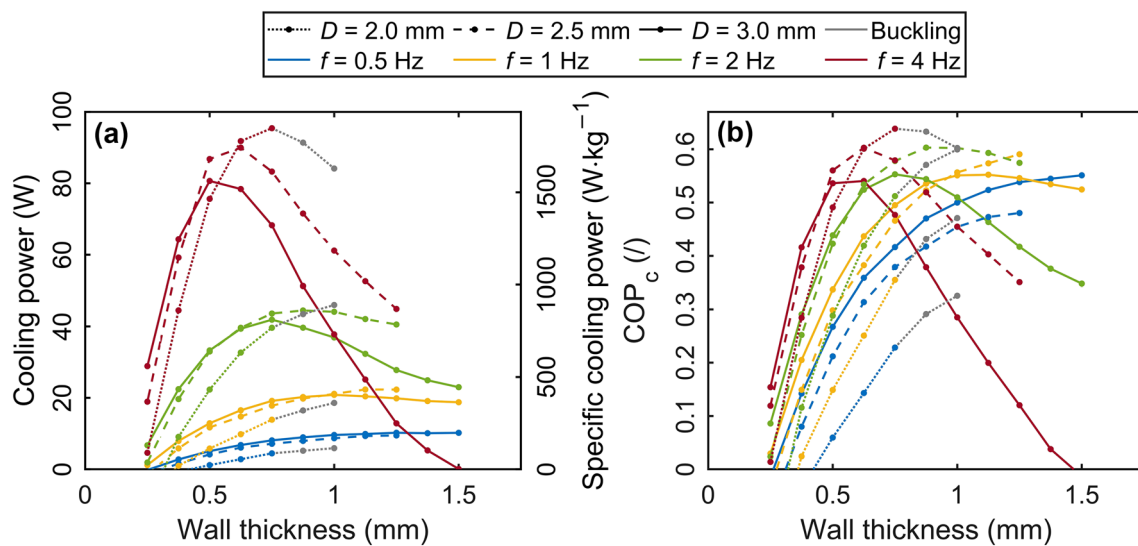 D = 2.0 mm D = 2.5 mm D = 3.0 mm Buckling
f = 0.5 Hz f = 1 Hz f = 2 Hz f = 4 Hz
(a)
Cooling power (W)
100
80
60
40
20
0
0 0.5 1 1.5
Wall thickness (mm)
Specific cooling power (W·kg−1)
1500
1000
500
0
(b)
COPc (/)
0.6
0.5
0.4
0.3
0.2
0.1
0
0 0.5 1 1.5
Wall thickness (mm)